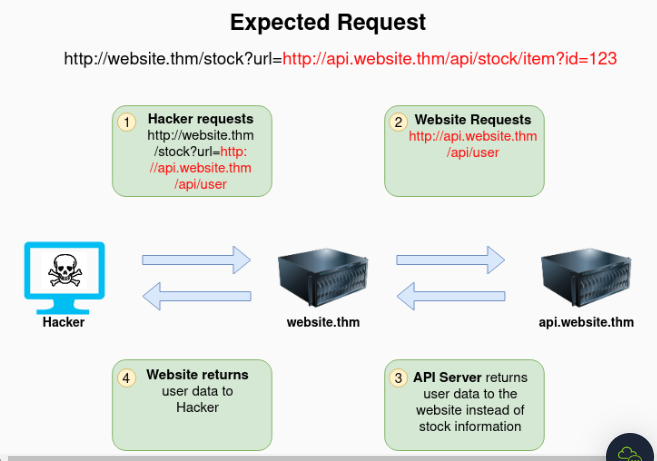 Expected Request
http://website.thm/stock?url=http://api.website.thm/api/stock/item?id=123
1
Hacker requests
http://website.thm
/stock?url=http:
//api.website.thm
/api/user
2
Website Requests
http://api.website.thm
/api/user
Hacker
website.thm
api.website.thm
4
Website returns
user data to
Hacker
3
API Server returns
user data to the
website instead of
stock information